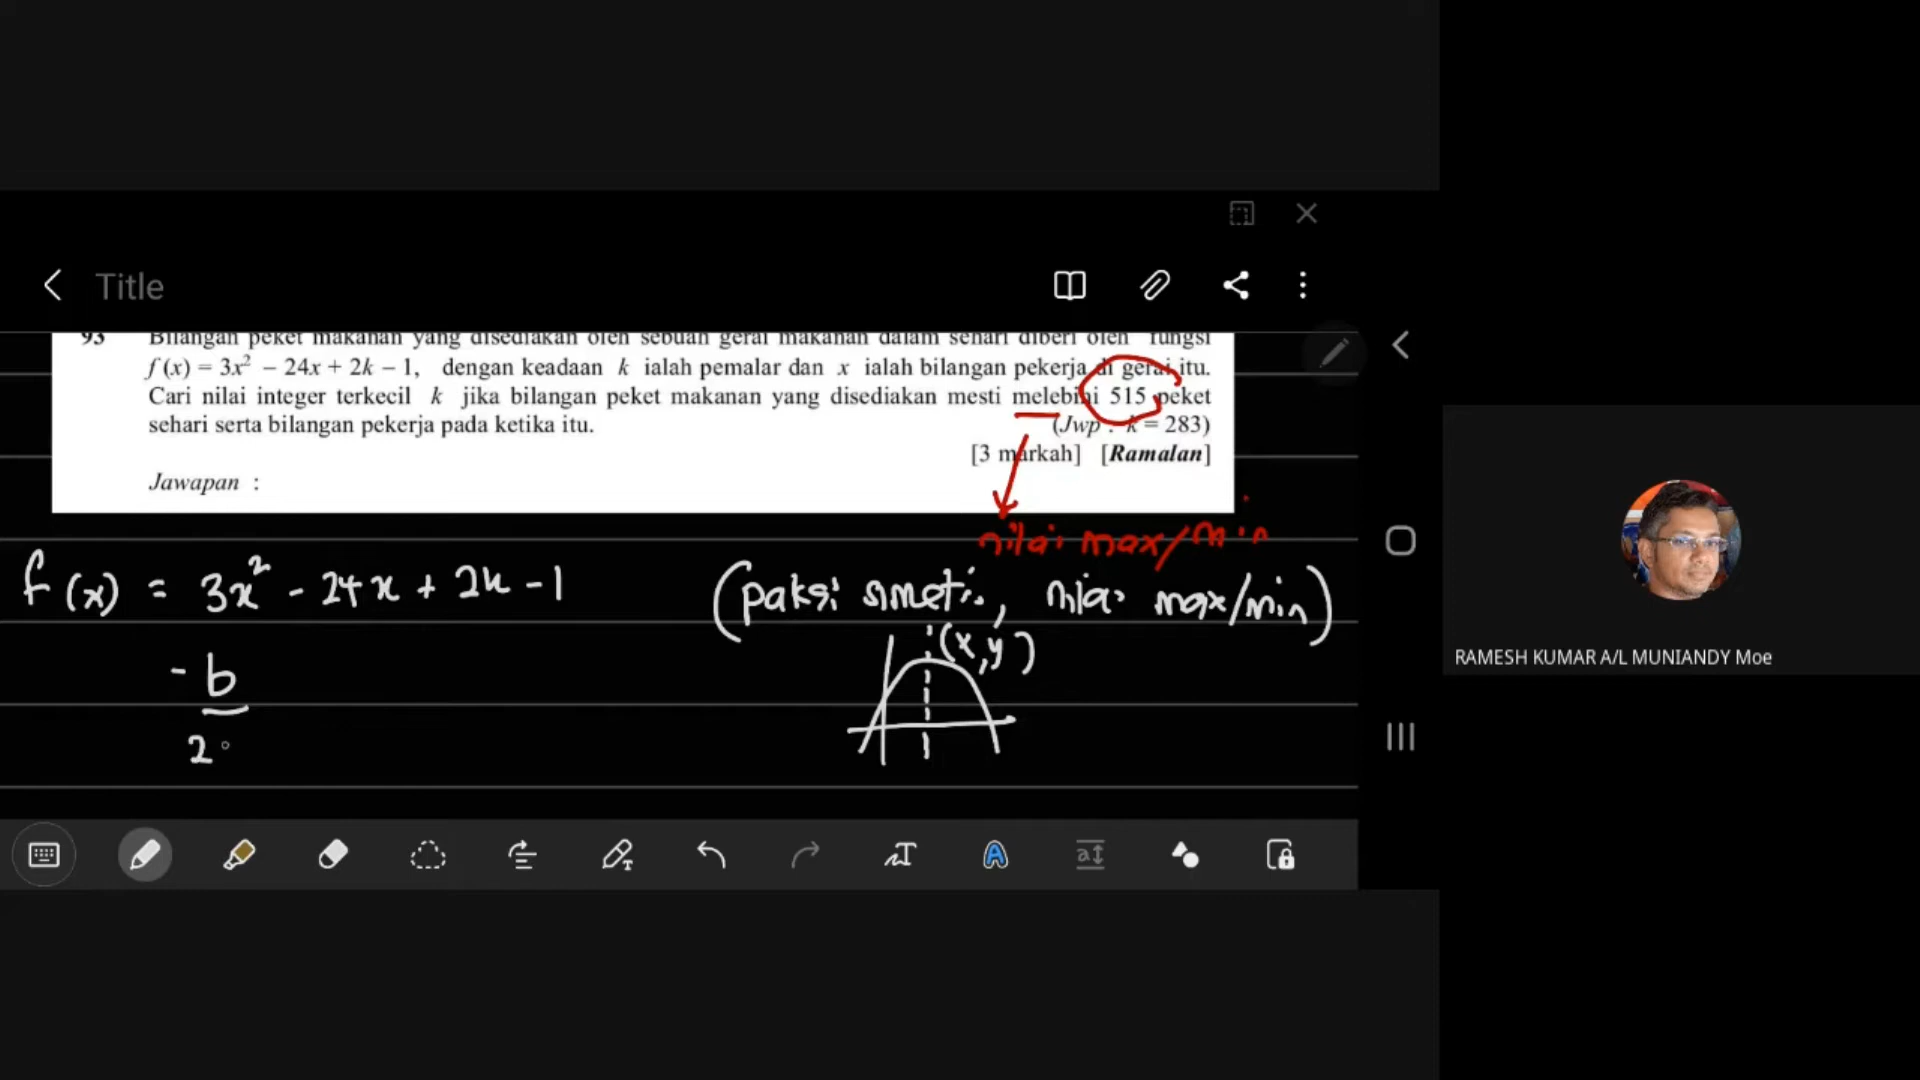 Title
93 Bilangan peket makanan yang disediakan oleh sebuah gerai makanan dalam sehari diberi oleh fungsi
f (x) = 3x² − 24x + 2k − 1, dengan keadaan k ialah pemalar dan x ialah bilangan pekerja di gerai itu.
Cari nilai integer terkecil k jika bilangan peket makanan yang disediakan mesti melebihi 515 peket
sehari serta bilangan pekerja pada ketika itu. (Jwp : k = 283)
[3 markah] [Ramalan]
Jawapan :
nilai max/min
f (x) = 3x² - 24x + 2k - 1 (paksi simetri, nilai max/min)
(x,y)
- b
2
RAMESH KUMAR A/L MUNIANDY Moe